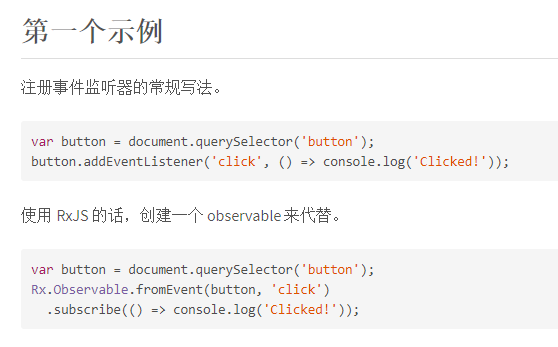 第一个示例
注册事件监听器的常规写法。
var button = document.querySelector('button');
button.addEventListener('click', () => console.log('Clicked!'));
使用 RxJS 的话，创建一个 observable 来代替。
var button = document.querySelector('button');
Rx.Observable.fromEvent(button, 'click')
  .subscribe(() => console.log('Clicked!'));